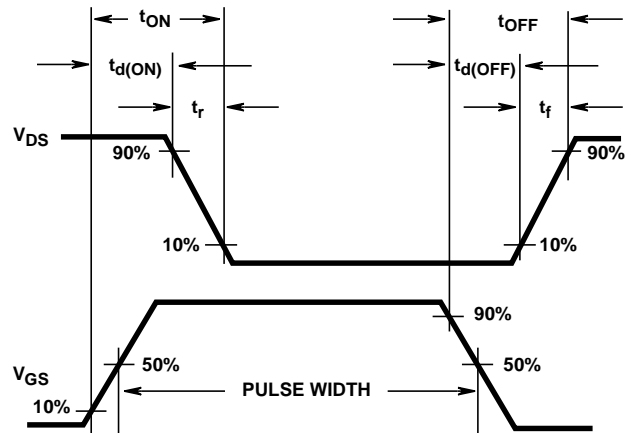 tON tOFF
td(ON) td(OFF)
tr tf
VDS
90% 90%
10% 10%
90%
VGS 50% 50%
PULSE WIDTH
10%